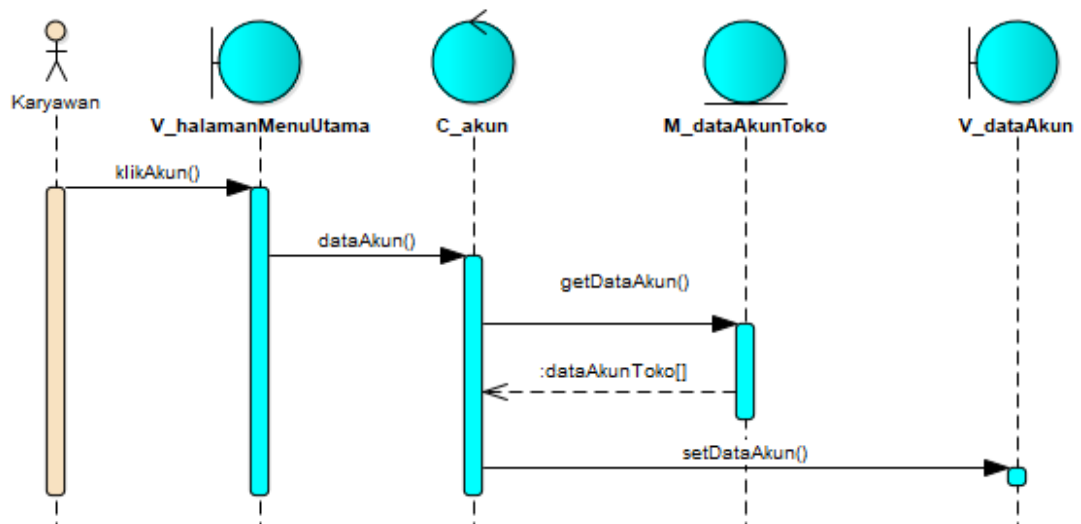 Karyawan
V_halamanMenuUtama
C_akun
M_dataAkunToko
V_dataAkun
klikAkun()
dataAkun()
getDataAkun()
:dataAkunToko[]
setDataAkun()